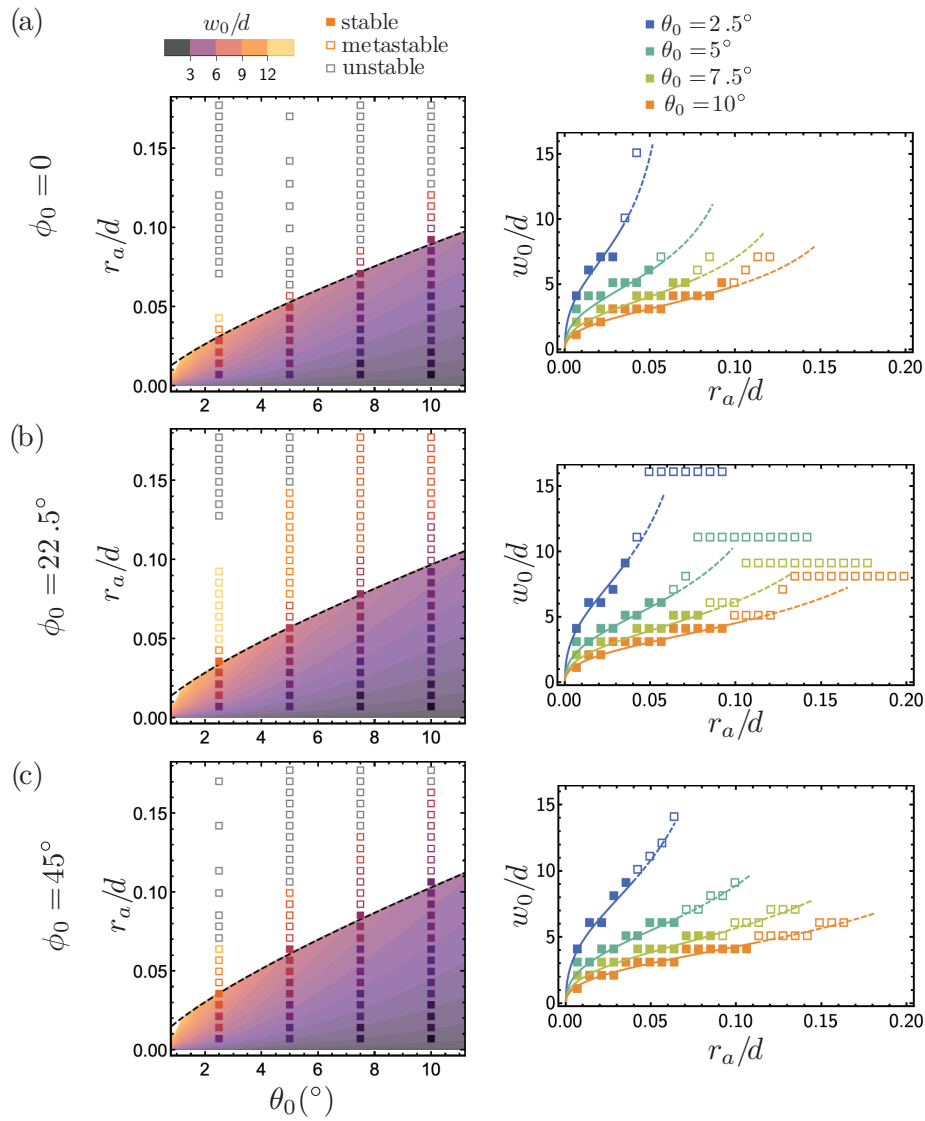 (a)
w₀/d
3 6 9 12
stable
metastable
unstable
θ₀ = 2.5°
θ₀ = 5°
θ₀ = 7.5°
θ₀ = 10°
ϕ₀ = 0
rₐ/d
0.15
0.10
0.05
0.00
2 4 6 8 10
w₀/d
15
10
5
0
0.00 0.05 0.10 0.15 0.20
rₐ/d
(b)
ϕ₀ = 22.5°
rₐ/d
0.15
0.10
0.05
0.00
2 4 6 8 10
w₀/d
15
10
5
0
0.00 0.05 0.10 0.15 0.20
rₐ/d
(c)
ϕ₀ = 45°
rₐ/d
0.15
0.10
0.05
0.00
2 4 6 8 10
θ₀(°)
w₀/d
15
10
5
0
0.00 0.05 0.10 0.15 0.20
rₐ/d